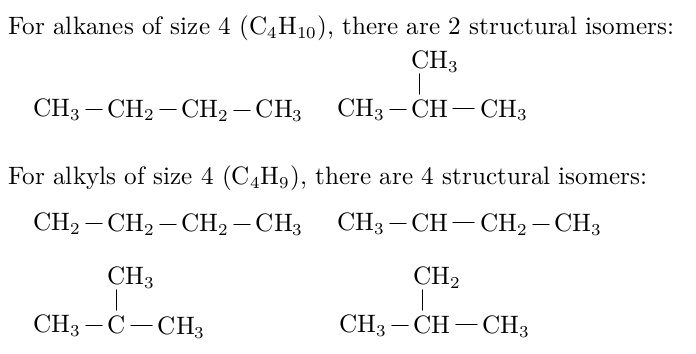 For alkanes of size 4 (C₄H₁₀), there are 2 structural isomers:
CH₃
CH₃ — CH₂ — CH₂ — CH₃ CH₃ — CH — CH₃
For alkyls of size 4 (C₄H₉), there are 4 structural isomers:
CH₂ — CH₂ — CH₂ — CH₃ CH₃ — CH — CH₂ — CH₃
CH₃ CH₂
CH₃ — C — CH₃ CH₃ — CH — CH₃